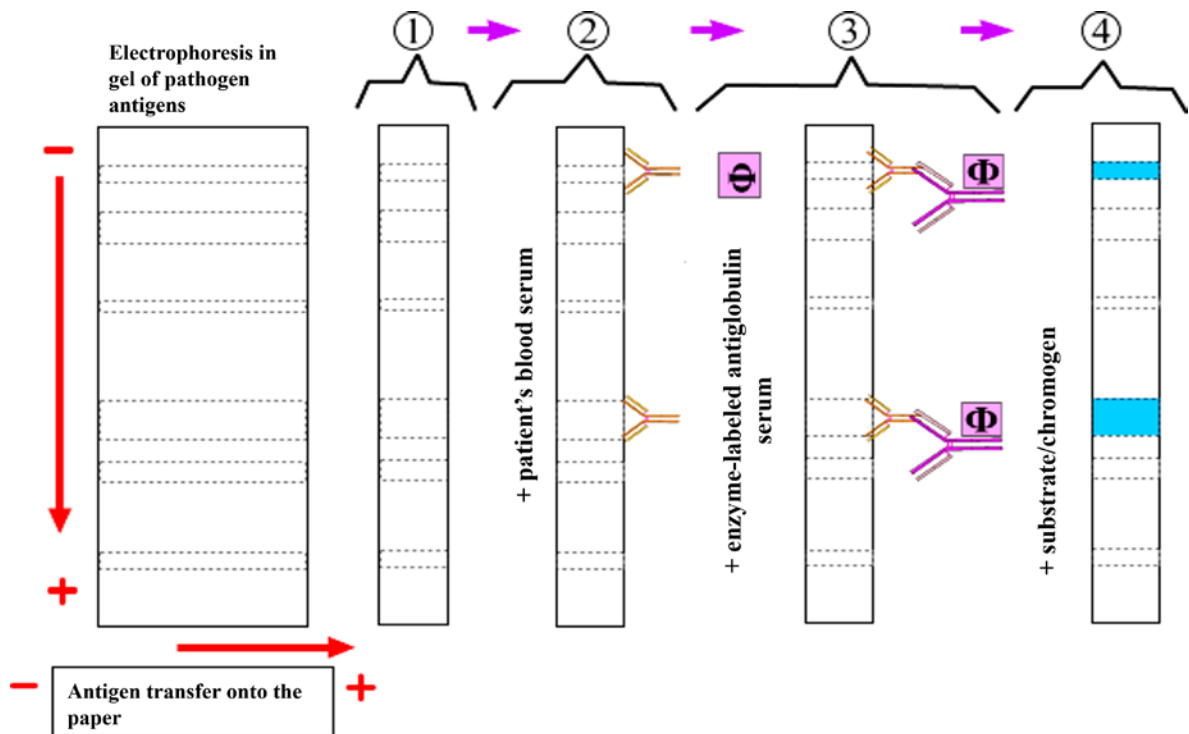 Electrophoresis in
gel of pathogen
antigens
1
2
3
4
−
+
+ patient's blood serum
Φ
+ enzyme-labeled antiglobulin
serum
Φ
Φ
+ substrate/chromogen
−
Antigen transfer onto the
paper
+